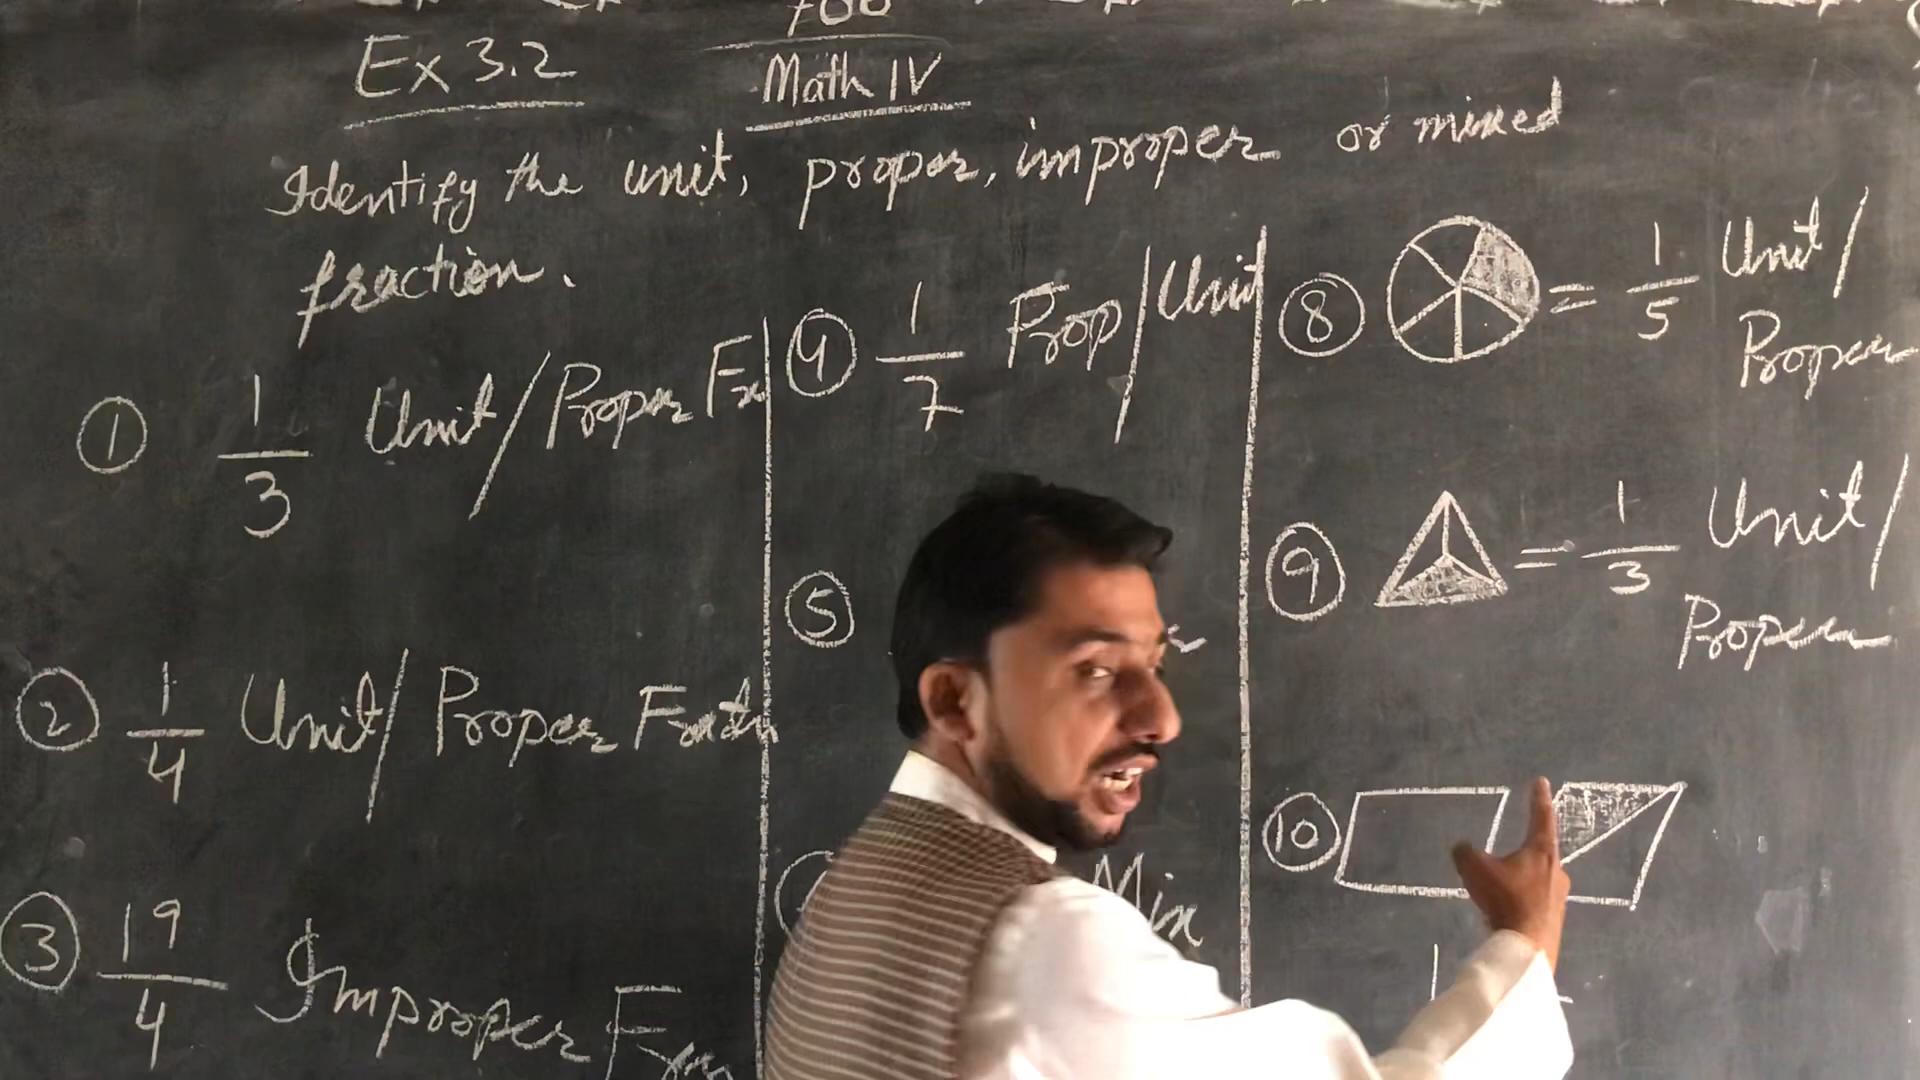 700
Ex 3.2
Math IV
Identify the unit, proper, improper or mixed
fraction.
① 1/3 Unit/Proper
② 1/4 Unit/Proper
③ 19/4 Improper
④ 1/7 Prop/Unit
⑤
Mix
⑧ = 1/5 Unit/
Proper
⑨ = 1/3 Unit/
Proper
⑩
1